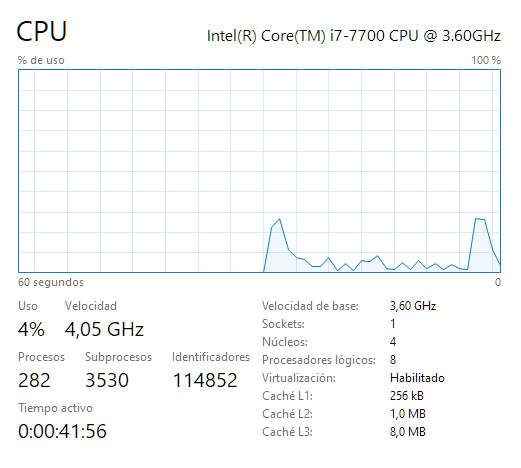 CPU
Intel(R) Core(TM) i7-7700 CPU @ 3.60GHz
% de uso
100 %
60 segundos
0
Uso
Velocidad
4%
4,05 GHz
Procesos
Subprocesos
Identificadores
282
3530
114852
Tiempo activo
0:00:41:56
Velocidad de base: 3,60 GHz
Sockets: 1
Núcleos: 4
Procesadores lógicos: 8
Virtualización: Habilitado
Caché L1: 256 kB
Caché L2: 1,0 MB
Caché L3: 8,0 MB